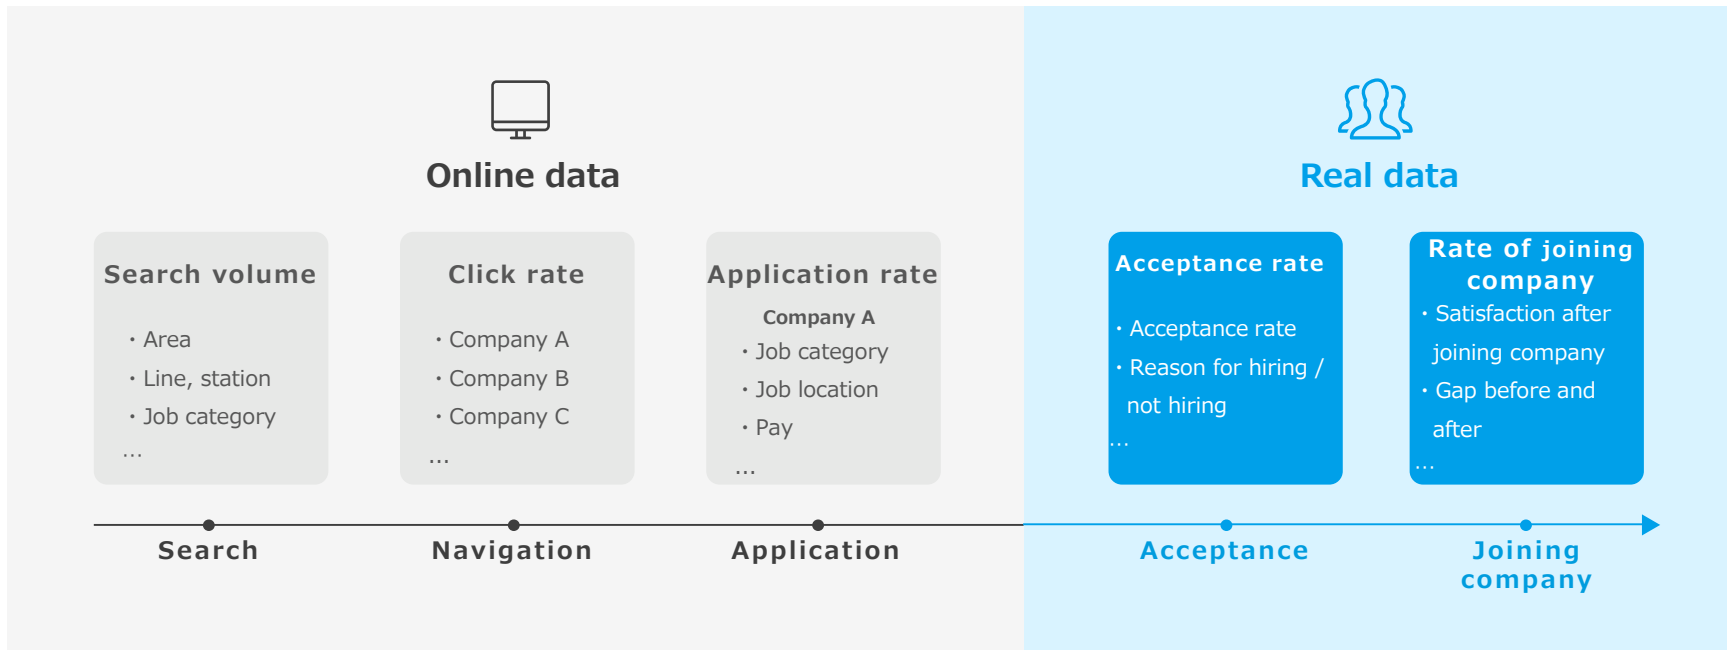 Online data
Search volume
・Area
・Line, station
・Job category
…
Click rate
・Company A
・Company B
・Company C
…
Application rate
Company A
・Job category
・Job location
・Pay
…
Real data
Acceptance rate
・Acceptance rate
・Reason for hiring /
not hiring
…
Rate of joining
company
・Satisfaction after
joining company
・Gap before and
after
…
Search
Navigation
Application
Acceptance
Joining
company